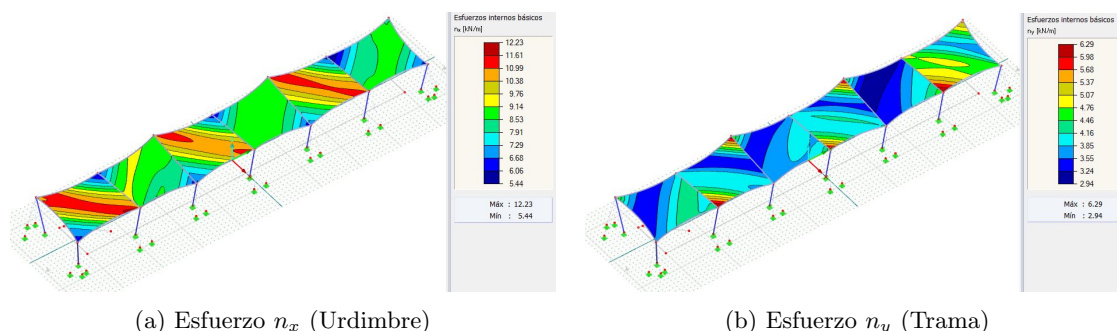 Esfuerzos internos básicos
nx [kN/m]
12.23
11.61
10.99
10.38
9.76
9.14
8.53
7.91
7.29
6.68
6.06
5.44
Máx : 12.23
Mín : 5.44
(a) Esfuerzo nx (Urdimbre)
Esfuerzos internos básicos
ny [kN/m]
6.29
5.98
5.68
5.37
5.07
4.76
4.46
4.16
3.85
3.55
3.24
2.94
Máx : 6.29
Mín : 2.94
(b) Esfuerzo ny (Trama)